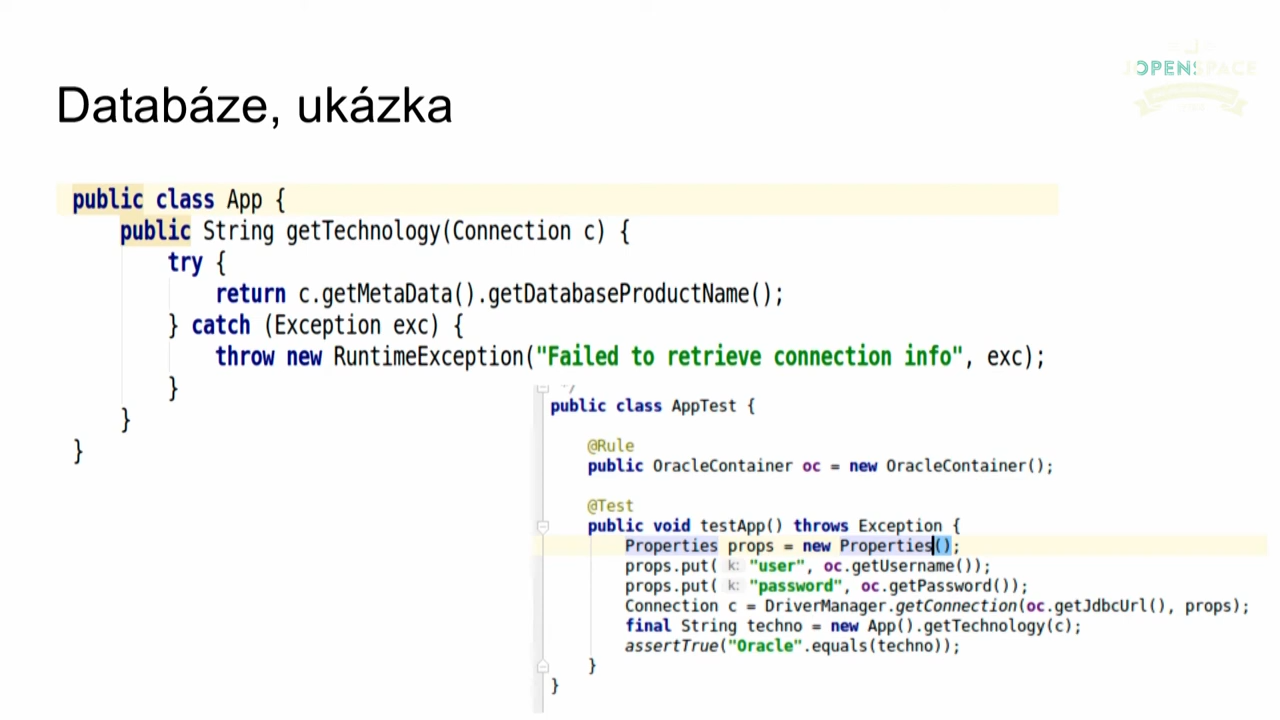 JOPENSPACE
Databáze, ukázka
public class App {
    public String getTechnology(Connection c) {
        try {
            return c.getMetaData().getDatabaseProductName();
        } catch (Exception exc) {
            throw new RuntimeException("Failed to retrieve connection info", exc);
        }
    }
}
*/
public class AppTest {
    @Rule
    public OracleContainer oc = new OracleContainer();
    @Test
    public void testApp() throws Exception {
        Properties props = new Properties();
        props.put( k: "user", oc.getUsername());
        props.put( k: "password", oc.getPassword());
        Connection c = DriverManager.getConnection(oc.getJdbcUrl(), props);
        final String techno = new App().getTechnology(c);
        assertTrue("Oracle".equals(techno));
    }
}